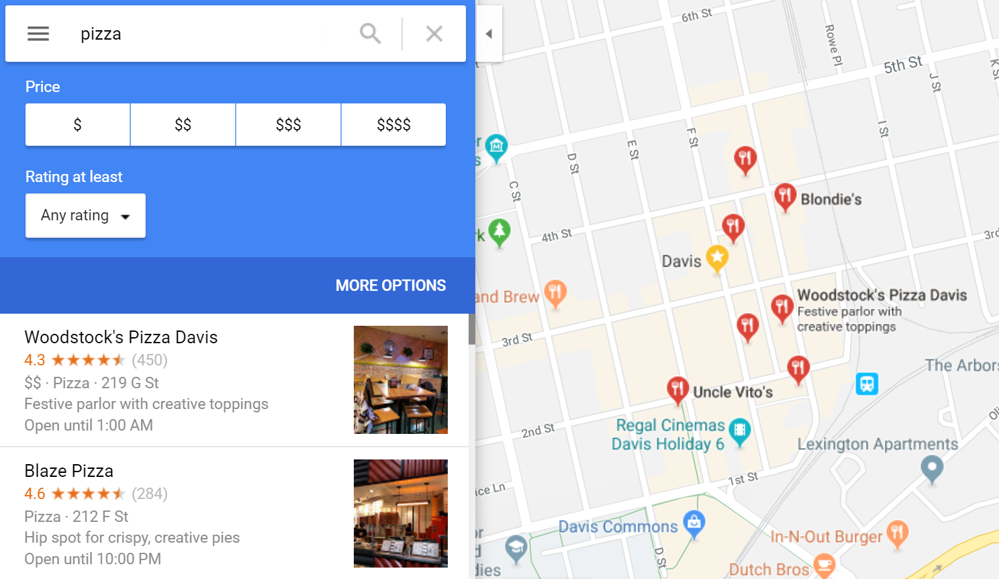 pizza
Price
$
$$
$$$
$$$$
Rating at least
Any rating
MORE OPTIONS
Woodstock's Pizza Davis
4.3 (450)
$$ · Pizza · 219 G St
Festive parlor with creative toppings
Open until 1:00 AM
Blaze Pizza
4.6 (284)
Pizza · 212 F St
Hip spot for crispy, creative pies
Open until 10:00 PM
6th St
Rowe Pl
5th St
K St
J St
I St
F St
E St
D St
C St
Blondie's
4th St
3rd
Davis
and Brew
Woodstock's Pizza Davis
Festive parlor with
creative toppings
3rd St
The Arbors
Uncle Vito's
2nd St
Regal Cinemas
Davis Holiday 6
Lexington Apartments
1st St
ice Ln
Davis Commons
D St
In-N-Out Burger
Dutch Bros